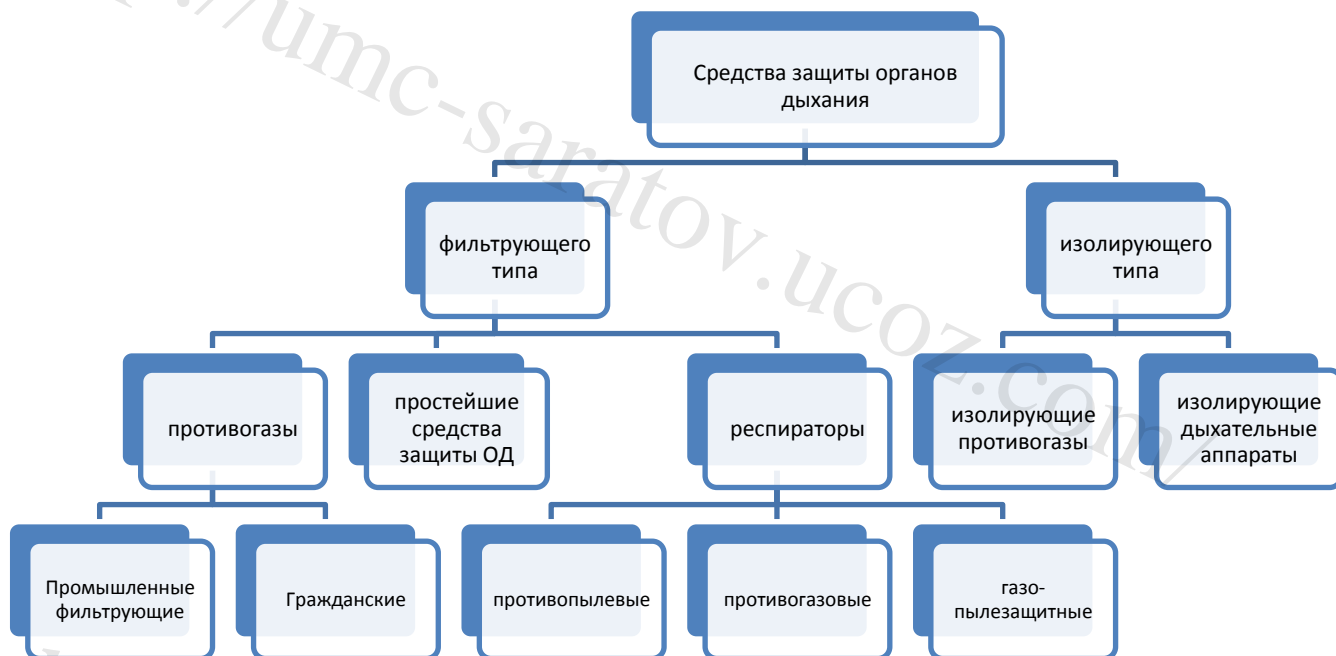 ://umc-saratov.ucoz.com/
Средства защиты органов
дыхания
фильтрующего
типа
изолирующего
типа
противогазы
простейшие
средства
защиты ОД
респираторы
изолирующие
противогазы
изолирующие
дыхательные
аппараты
Промышленные
фильтрующие
Гражданские
противопылевые
противогазовые
газо-
пылезащитные